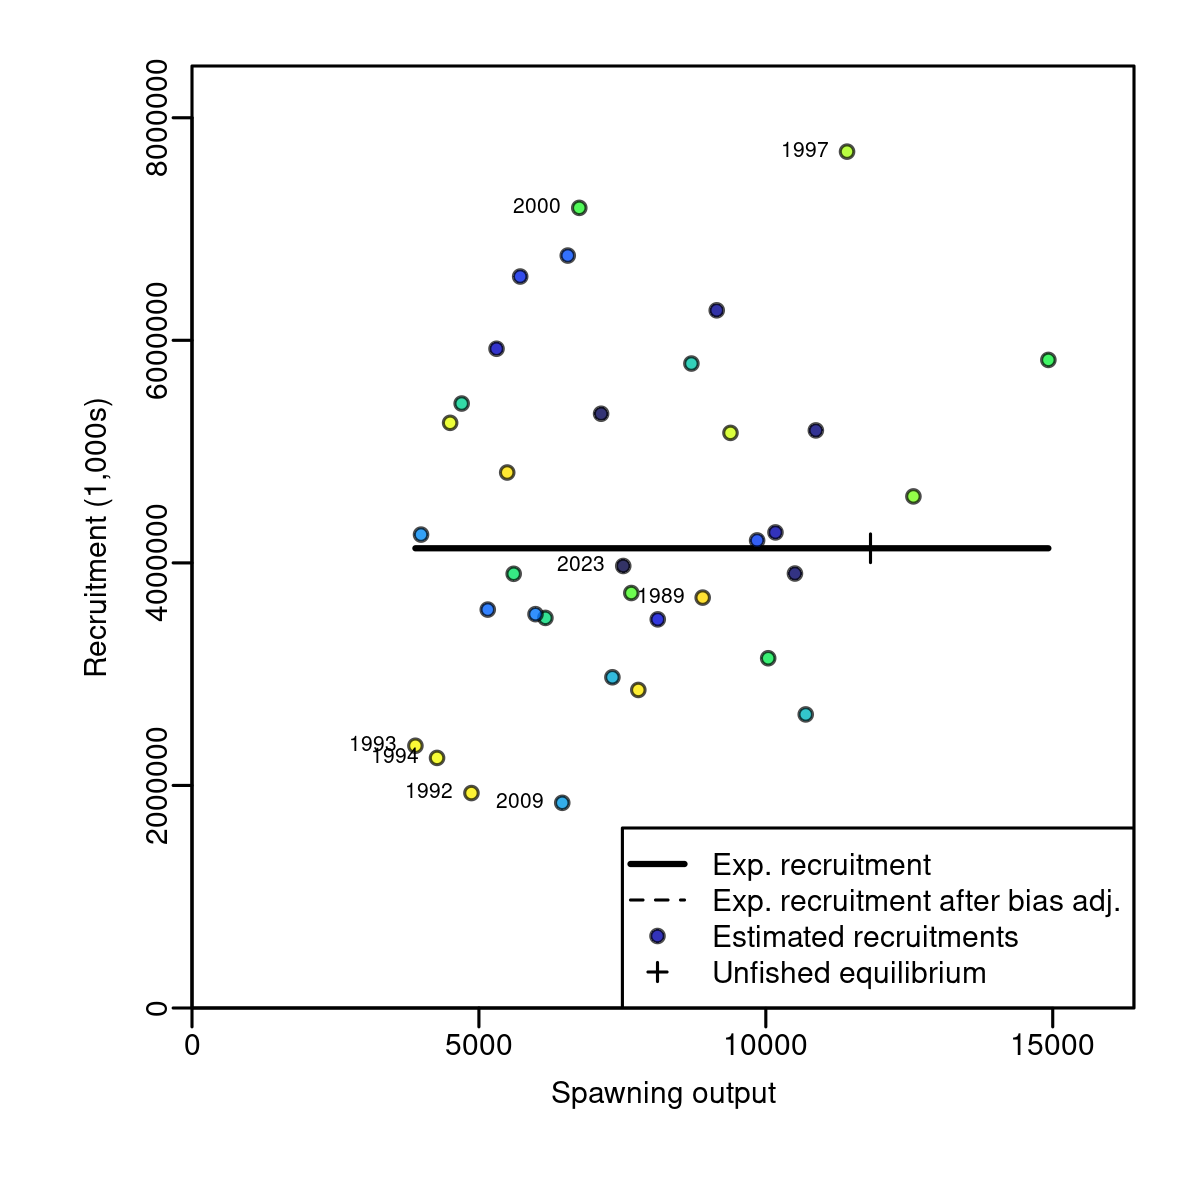 8000000
6000000
4000000
2000000
0
Recruitment (1,000s)
1997
2000
2023
1989
1993
1994
1992
2009
Exp. recruitment
Exp. recruitment after bias adj.
Estimated recruitments
Unfished equilibrium
0 5000 10000 15000
Spawning output